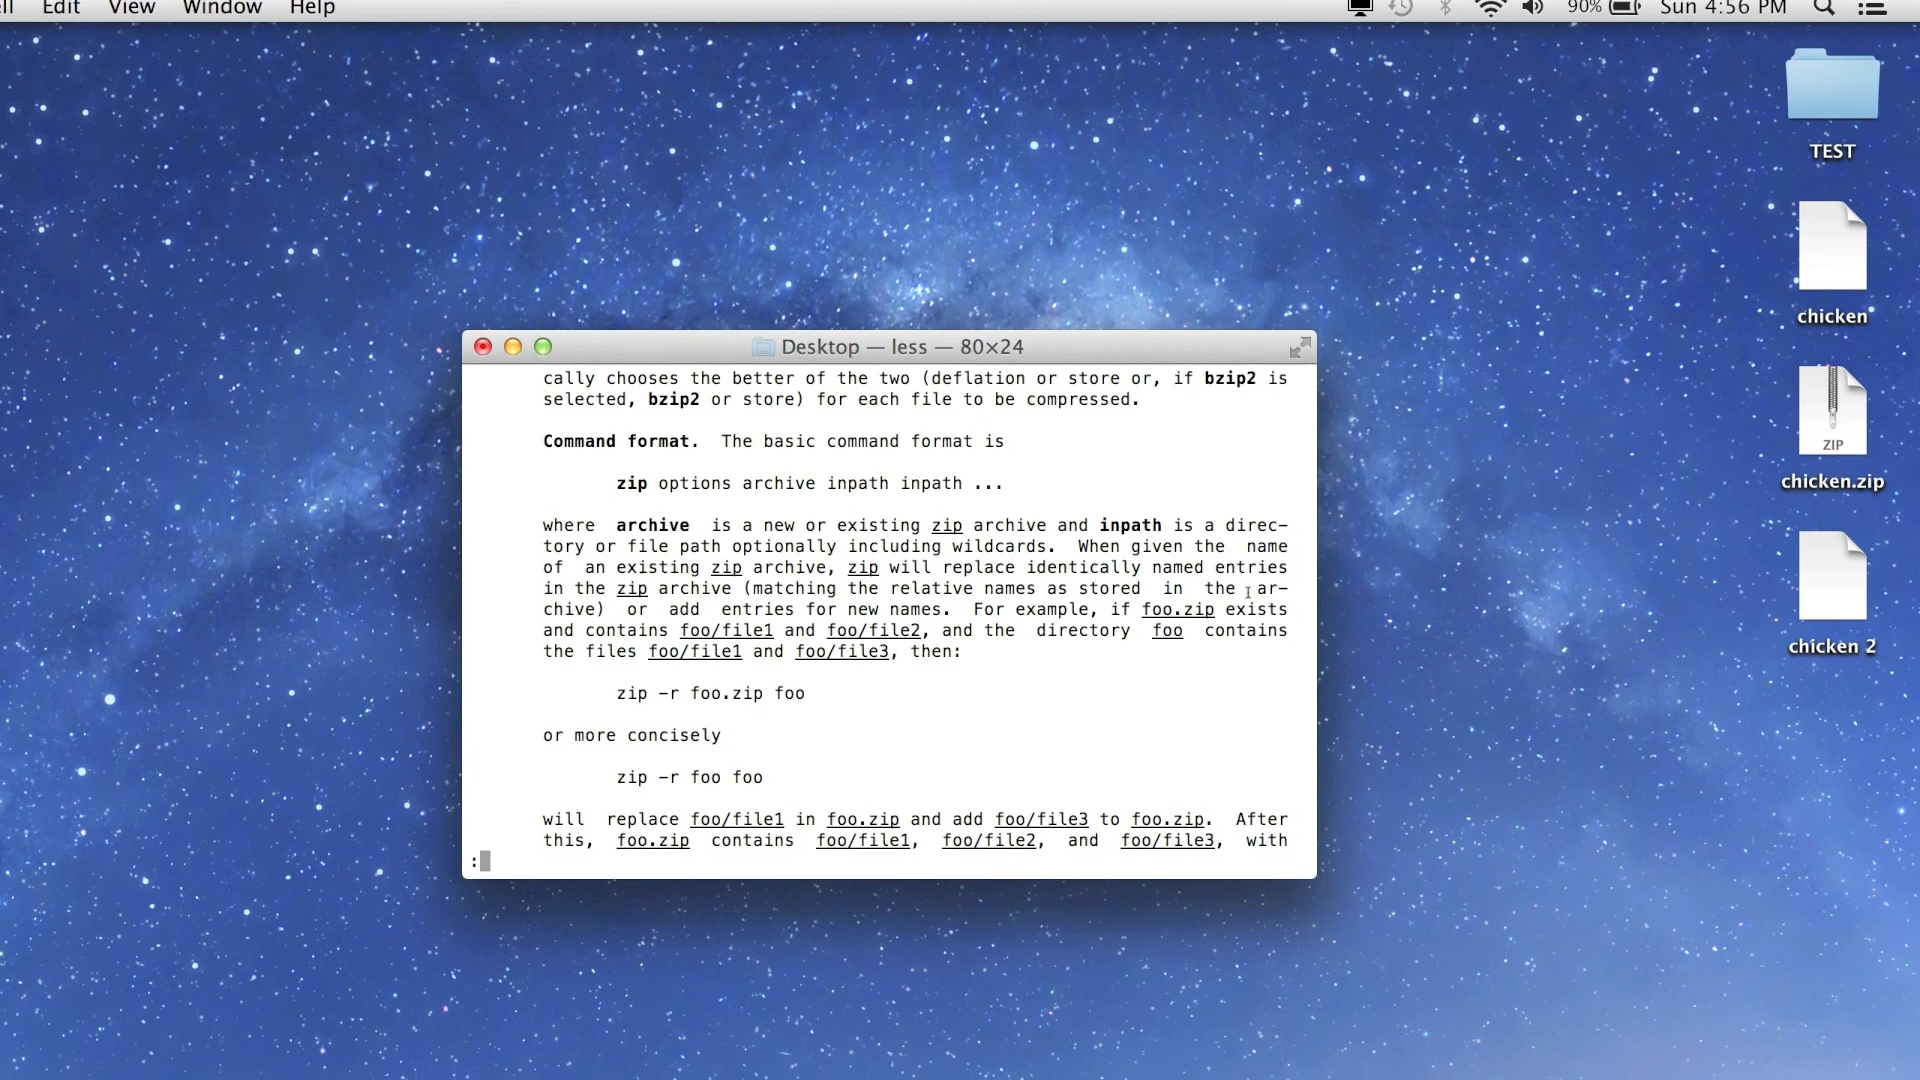 Edit View Window Help 90% Sun 4:56 PM
TEST
chicken
ZIP
chicken.zip
chicken 2
Desktop — less — 80×24
cally chooses the better of the two (deflation or store or, if bzip2 is
selected, bzip2 or store) for each file to be compressed.
Command format. The basic command format is
zip options archive inpath inpath ...
where archive is a new or existing zip archive and inpath is a direc-
tory or file path optionally including wildcards. When given the name
of an existing zip archive, zip will replace identically named entries
in the zip archive (matching the relative names as stored in the ar-
chive) or add entries for new names. For example, if foo.zip exists
and contains foo/file1 and foo/file2, and the directory foo contains
the files foo/file1 and foo/file3, then:
zip -r foo.zip foo
or more concisely
zip -r foo foo
will replace foo/file1 in foo.zip and add foo/file3 to foo.zip. After
this, foo.zip contains foo/file1, foo/file2, and foo/file3, with
: